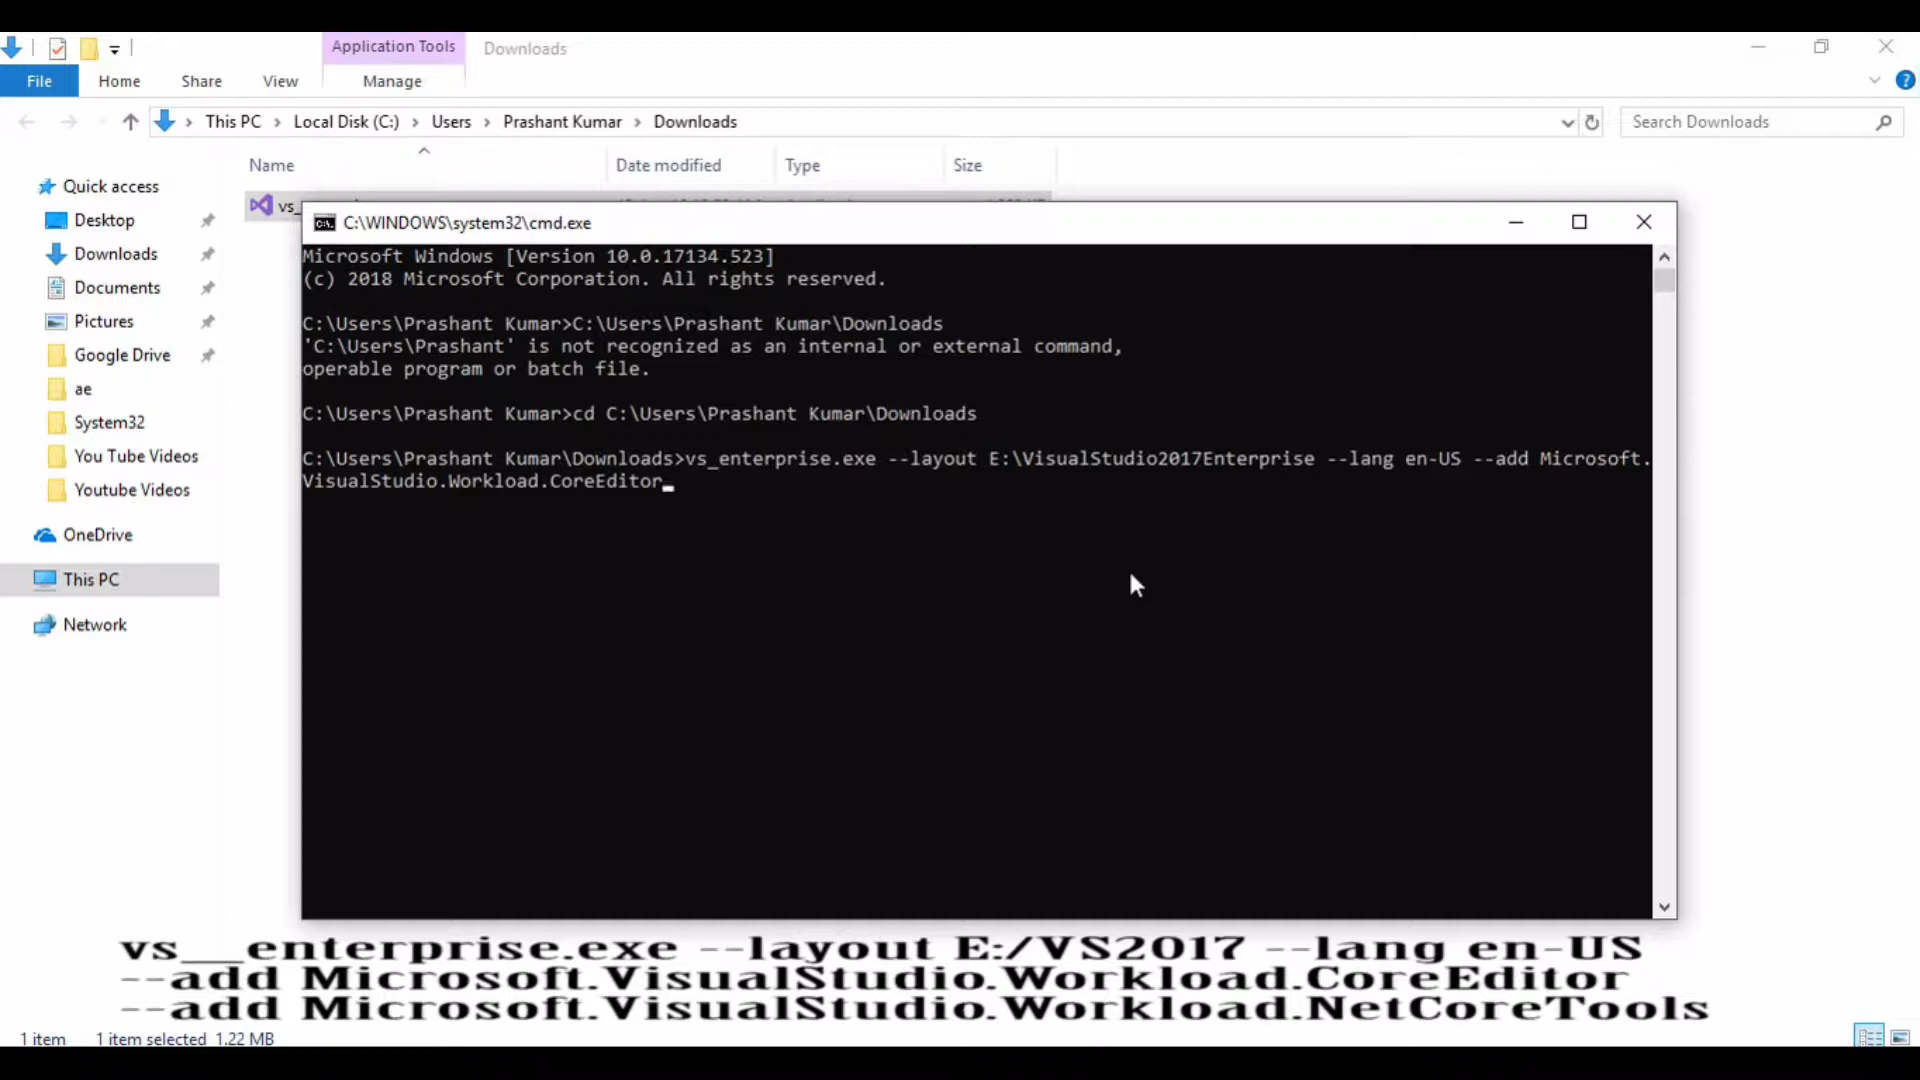 Application Tools
Downloads
File Home Share View Manage
This PC Local Disk (C:) Users Prashant Kumar Downloads
Search Downloads
Name Date modified Type Size
Quick access
Desktop
Downloads
Documents
Pictures
Google Drive
ae
System32
You Tube Videos
Youtube Videos
OneDrive
This PC
Network
vs_
C:\WINDOWS\system32\cmd.exe
Microsoft Windows [Version 10.0.17134.523]
(c) 2018 Microsoft Corporation. All rights reserved.
C:\Users\Prashant Kumar>C:\Users\Prashant Kumar\Downloads
'C:\Users\Prashant' is not recognized as an internal or external command,
operable program or batch file.
C:\Users\Prashant Kumar>cd C:\Users\Prashant Kumar\Downloads
C:\Users\Prashant Kumar\Downloads>vs_enterprise.exe --layout E:\VisualStudio2017Enterprise --lang en-US --add Microsoft.
VisualStudio.Workload.CoreEditor
vs__enterprise.exe --layout E:/VS2017 --lang en-US
--add Microsoft.VisualStudio.Workload.CoreEditor
--add Microsoft.VisualStudio.Workload.NetCoreTools
1 item 1 item selected 1.22 MB